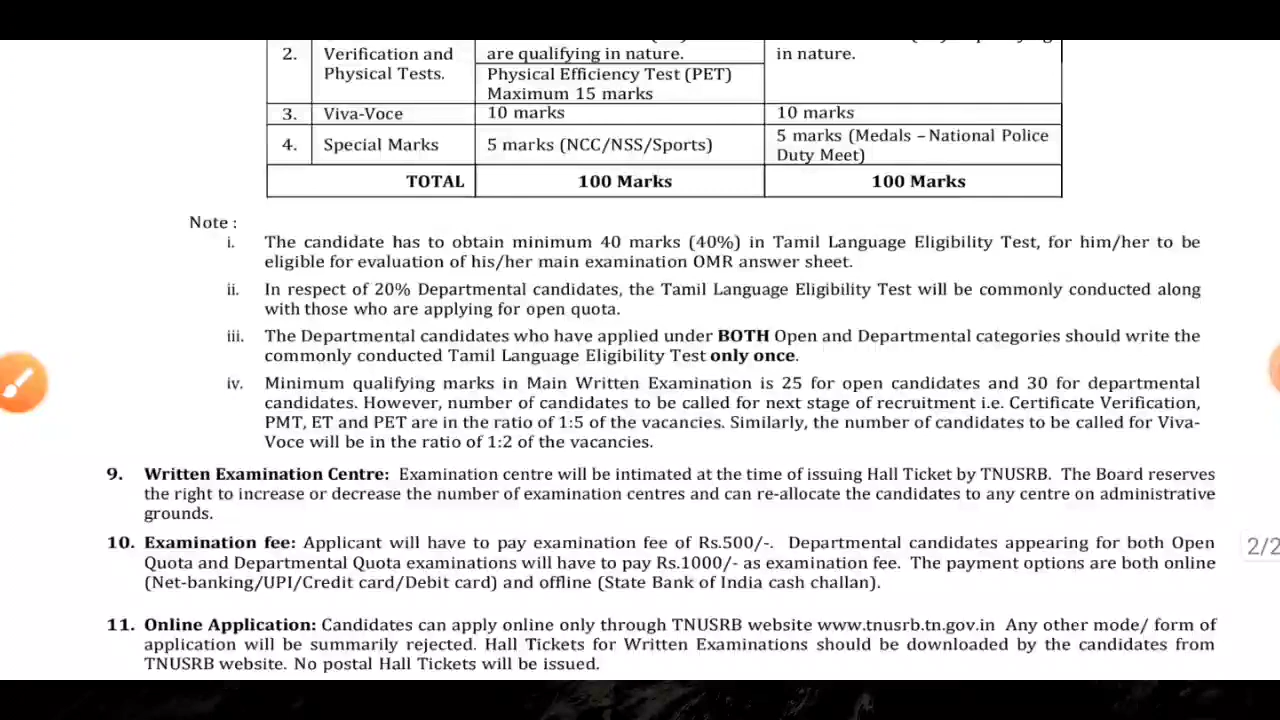 2.
Verification and
Physical Tests.
are qualifying in nature.
Physical Efficiency Test (PET)
Maximum 15 marks
in nature.
3. Viva-Voce 10 marks 10 marks
4. Special Marks 5 marks (NCC/NSS/Sports) 5 marks (Medals – National Police
Duty Meet)
TOTAL 100 Marks 100 Marks
Note :
i. The candidate has to obtain minimum 40 marks (40%) in Tamil Language Eligibility Test, for him/her to be
eligible for evaluation of his/her main examination OMR answer sheet.
ii. In respect of 20% Departmental candidates, the Tamil Language Eligibility Test will be commonly conducted along
with those who are applying for open quota.
iii. The Departmental candidates who have applied under BOTH Open and Departmental categories should write the
commonly conducted Tamil Language Eligibility Test only once.
iv. Minimum qualifying marks in Main Written Examination is 25 for open candidates and 30 for departmental
candidates. However, number of candidates to be called for next stage of recruitment i.e. Certificate Verification,
PMT, ET and PET are in the ratio of 1:5 of the vacancies. Similarly, the number of candidates to be called for Viva-
Voce will be in the ratio of 1:2 of the vacancies.
9. Written Examination Centre: Examination centre will be intimated at the time of issuing Hall Ticket by TNUSRB. The Board reserves
the right to increase or decrease the number of examination centres and can re-allocate the candidates to any centre on administrative
grounds.
10. Examination fee: Applicant will have to pay examination fee of Rs.500/-. Departmental candidates appearing for both Open
Quota and Departmental Quota examinations will have to pay Rs.1000/- as examination fee. The payment options are both online
(Net-banking/UPI/Credit card/Debit card) and offline (State Bank of India cash challan).
2/2
11. Online Application: Candidates can apply online only through TNUSRB website www.tnusrb.tn.gov.in Any other mode/ form of
application will be summarily rejected. Hall Tickets for Written Examinations should be downloaded by the candidates from
TNUSRB website. No postal Hall Tickets will be issued.